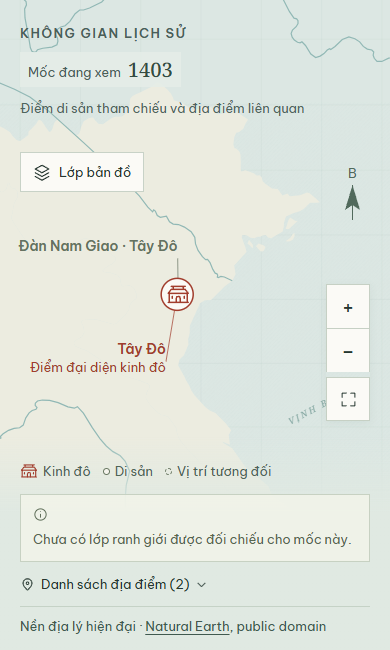 KHÔNG GIAN LỊCH SỬ
Mốc đang xem 1403
Điểm di sản tham chiếu và địa điểm liên quan
Lớp bản đồ
B
Đàn Nam Giao · Tây Đô
Tây Đô
Điểm đại diện kinh đô
+
−
VỊNH B
Kinh đô Di sản Vị trí tương đối
Chưa có lớp ranh giới được đối chiếu cho mốc này.
Danh sách địa điểm (2)
Nền địa lý hiện đại · Natural Earth, public domain